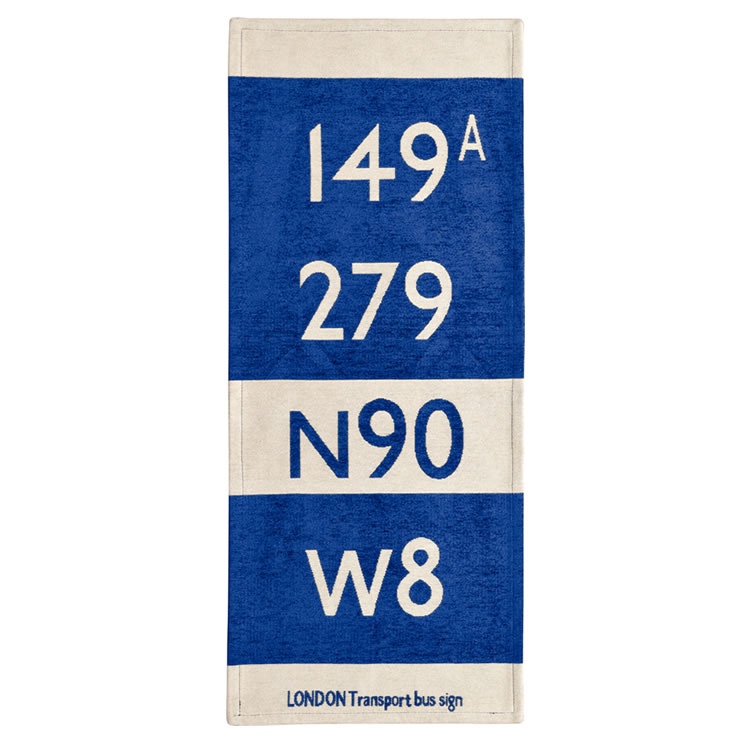 149A
279
N90
W8
LONDON Transport bus sign